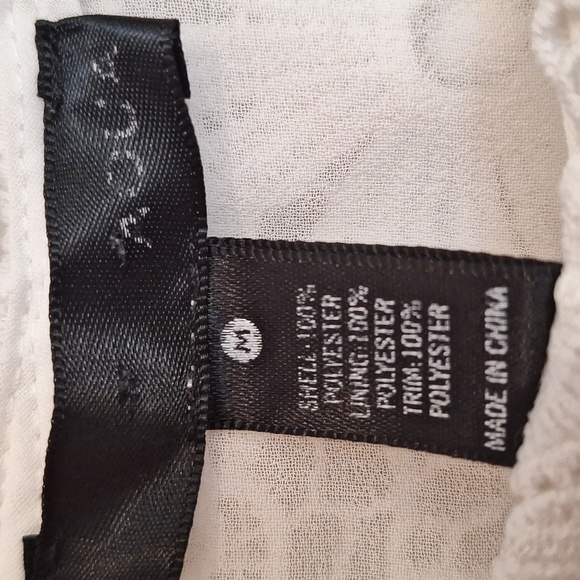 M
SHELL:100%
POLYESTER
LINING:100%
POLYESTER
TRIM:100%
POLYESTER
MADE IN CHINA